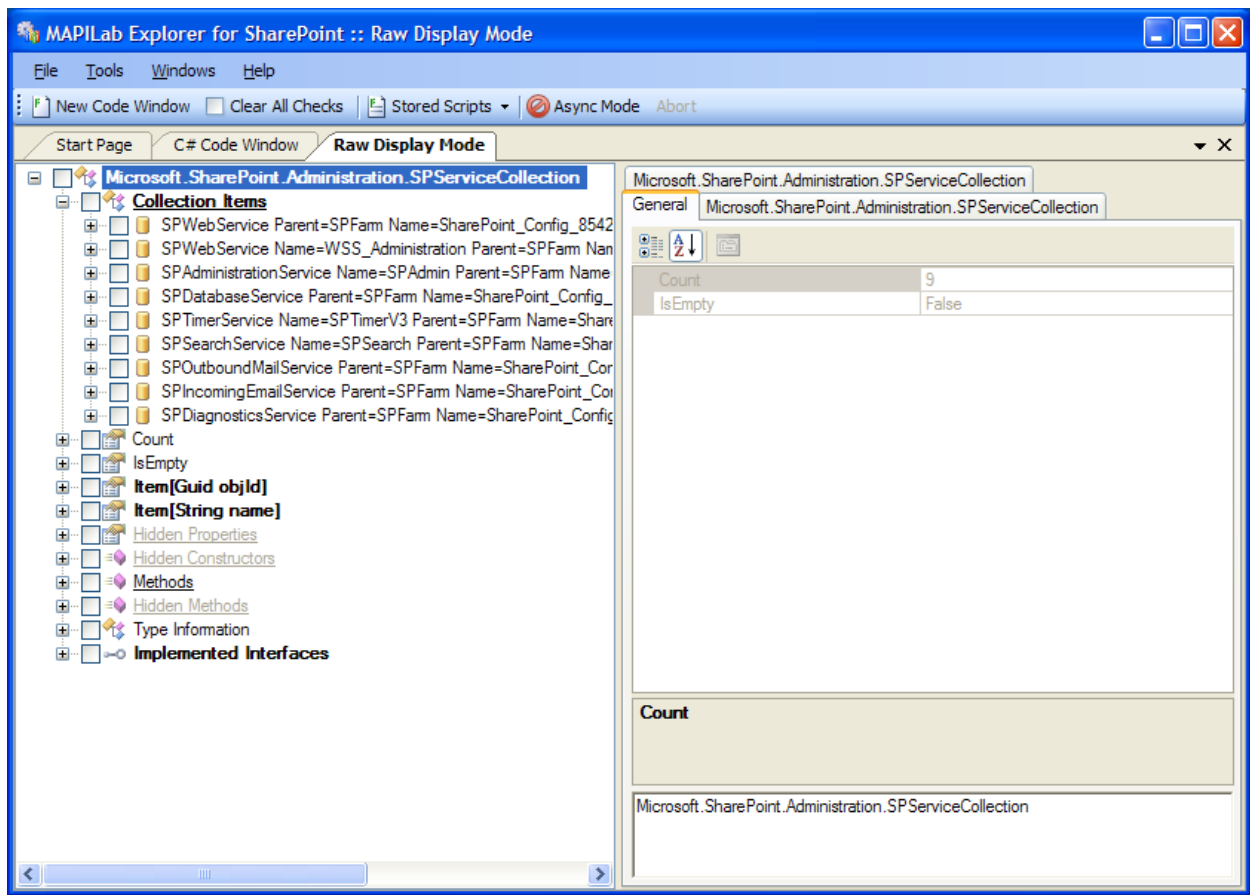 MAPILab Explorer for SharePoint :: Raw Display Mode
File Tools Windows Help
New Code Window Clear All Checks Stored Scripts Async Mode Abort
Start Page C# Code Window Raw Display Mode
Microsoft.SharePoint.Administration.SPServiceCollection
Collection Items
SPWebService Parent=SPFarm Name=SharePoint_Config_8542
SPWebService Name=WSS_Administration Parent=SPFarm Nam
SPAdministrationService Name=SPAdmin Parent=SPFarm Name
SPDatabaseService Parent=SPFarm Name=SharePoint_Config_
SPTimerService Name=SPTimerV3 Parent=SPFarm Name=Share
SPSearchService Name=SPSearch Parent=SPFarm Name=Shar
SPOutboundMailService Parent=SPFarm Name=SharePoint_Cor
SPIncomingEmailService Parent=SPFarm Name=SharePoint_Co
SPDiagnosticsService Parent=SPFarm Name=SharePoint_Config
Count
IsEmpty
Item[Guid objId]
Item[String name]
Hidden Properties
Hidden Constructors
Methods
Hidden Methods
Type Information
Implemented Interfaces
Microsoft.SharePoint.Administration.SPServiceCollection
General Microsoft.SharePoint.Administration.SPServiceCollection
Count 9
IsEmpty False
Count
Microsoft.SharePoint.Administration.SPServiceCollection